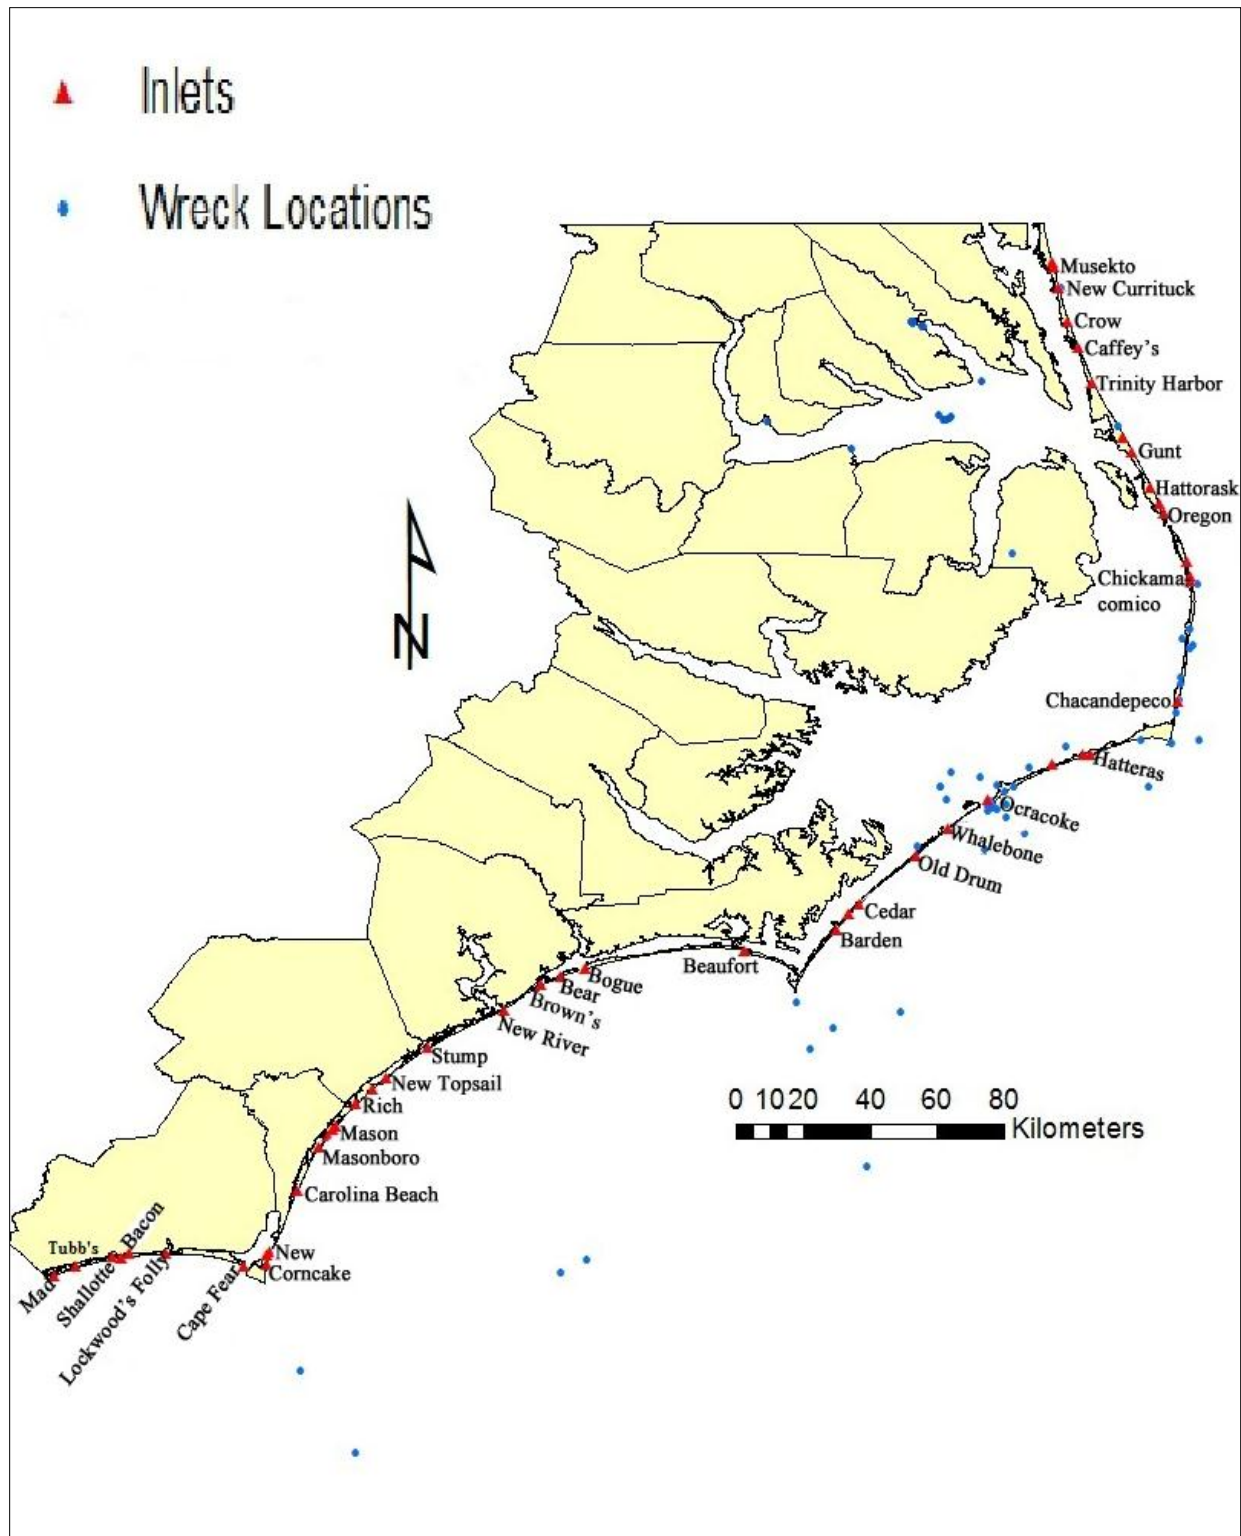 Inlets
Wreck Locations
Musekto
New Currituck
Crow
Caffey's
Trinity Harbor
Gunt
Hattorask
Oregon
Chickama
comico
Chacandepeco
Hatteras
Ocracoke
Whalebone
Old Drum
Cedar
Barden
Beaufort
Bogue
Bear
Brown's
New River
Stump
New Topsail
Rich
Mason
Masonboro
Carolina Beach
New
Corncake
Cape Fear
Lockwood's Folly
Bacon
Shallotte
Tubb's
Mad
N
0 10 20 40 60 80
Kilometers